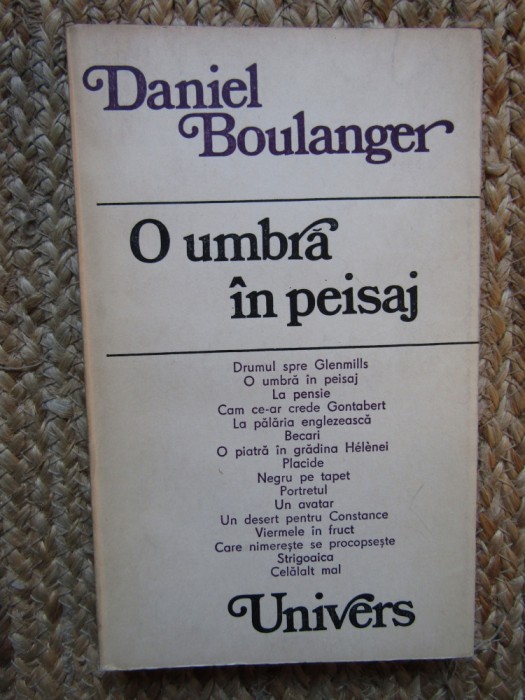 Daniel
Boulanger
O umbră
în peisaj
Drumul spre Glenmills
O umbră în peisaj
La pensie
Cam ce-ar crede Gontabert
La pălăria englezească
Becari
O piatră în grădina Hélènei
Placide
Negru pe tapet
Portretul
Un avatar
Un desert pentru Constance
Viermele in fruct
Care nimerește se procopsește
Strigoaica
Celălalt mal
Univers